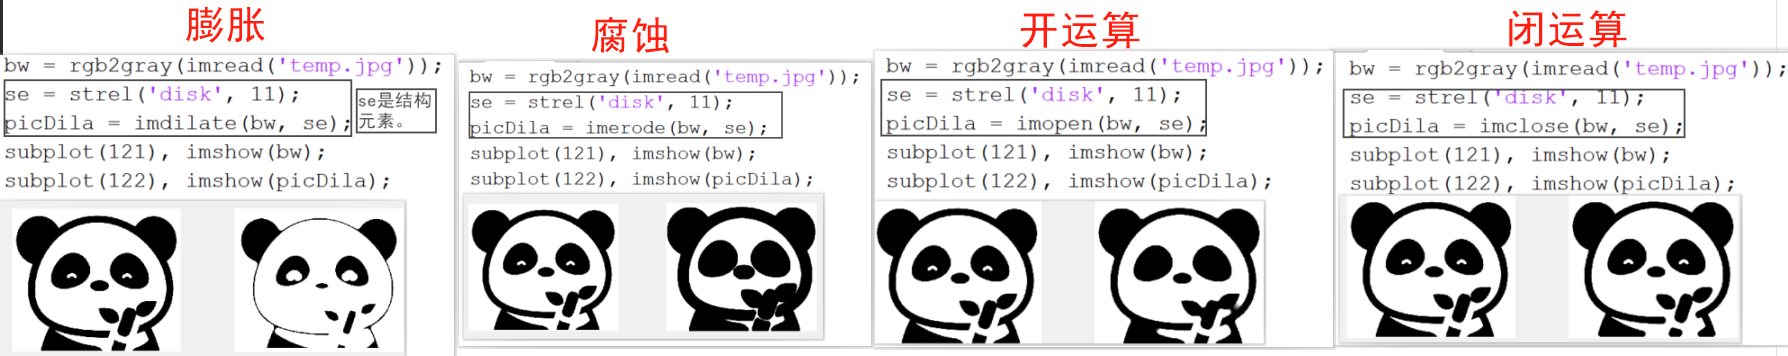 膨胀
bw = rgb2gray(imread('temp.jpg'));
se = strel('disk', 11);
picDila = imdilate(bw, se);
se是结构
元素。
subplot(121), imshow(bw);
subplot(122), imshow(picDila);
腐蚀
bw = rgb2gray(imread('temp.jpg'));
se = strel('disk', 11);
picDila = imerode(bw, se);
subplot(121), imshow(bw);
subplot(122), imshow(picDila);
开运算
bw = rgb2gray(imread('temp.jpg'));
se = strel('disk', 11);
picDila = imopen(bw, se);
subplot(121), imshow(bw);
subplot(122), imshow(picDila);
闭运算
bw = rgb2gray(imread('temp.jpg'));
se = strel('disk', 11);
picDila = imclose(bw, se);
subplot(121), imshow(bw);
subplot(122), imshow(picDila);